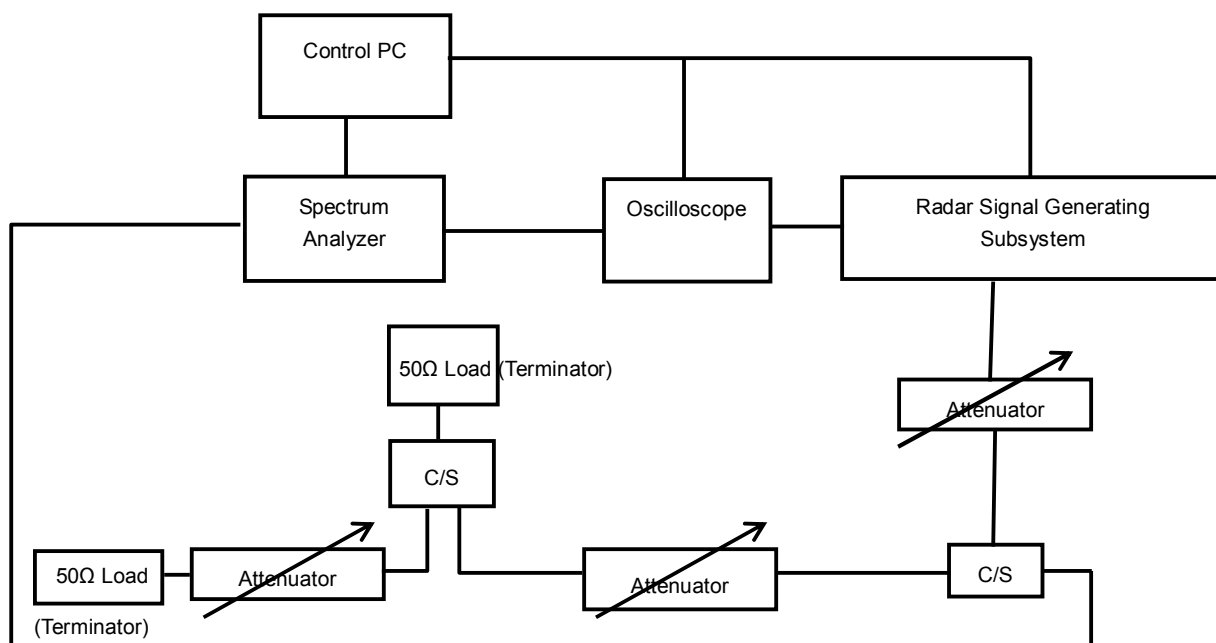 Control PC
Spectrum
Analyzer
Oscilloscope
Radar Signal Generating
Subsystem
50Ω Load (Terminator)
Attenuator
C/S
50Ω Load
(Terminator)
Attenuator
Attenuator
C/S